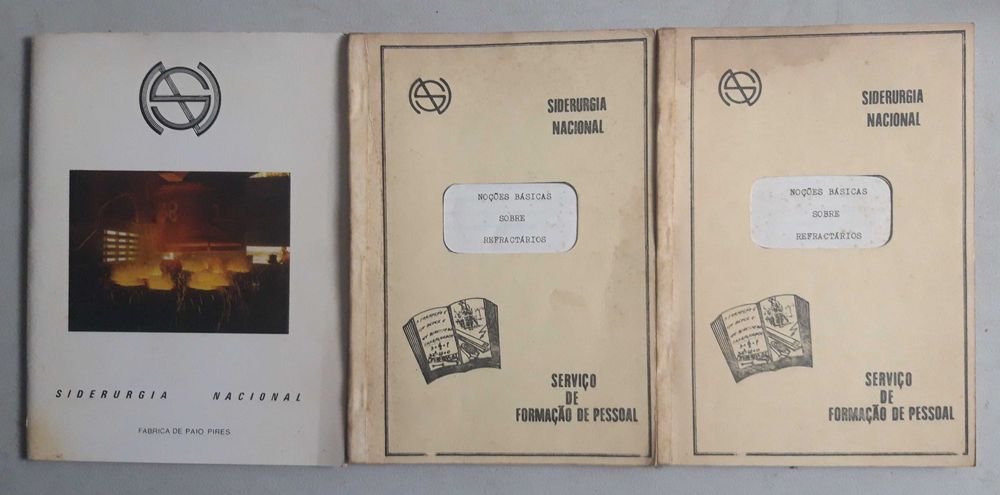 SIDERURGIA NACIONAL
FABRICA DE PAIO PIRES
SIDERURGIA
NACIONAL
NOÇÕES BÁSICAS
SOBRE
REFRACTÁRIOS
SERVIÇO
DE
FORMAÇÃO DE PESSOAL
SIDERURGIA
NACIONAL
NOÇÕES BÁSICAS
SOBRE
REFRACTÁRIOS
SERVIÇO
DE
FORMAÇÃO DE PESSOAL